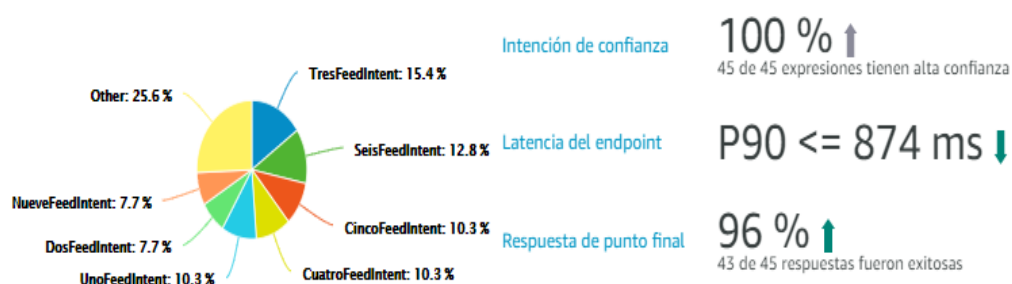 TresFeedIntent: 15.4 %
Other: 25.6 %
SeisFeedIntent: 12.8 %
NueveFeedIntent: 7.7 %
CincoFeedIntent: 10.3 %
DosFeedIntent: 7.7 %
CuatroFeedIntent: 10.3 %
UnoFeedIntent: 10.3 %
Intención de confianza
100 %
45 de 45 expresiones tienen alta confianza
Latencia del endpoint
P90 <= 874 ms
Respuesta de punto final
96 %
43 de 45 respuestas fueron exitosas